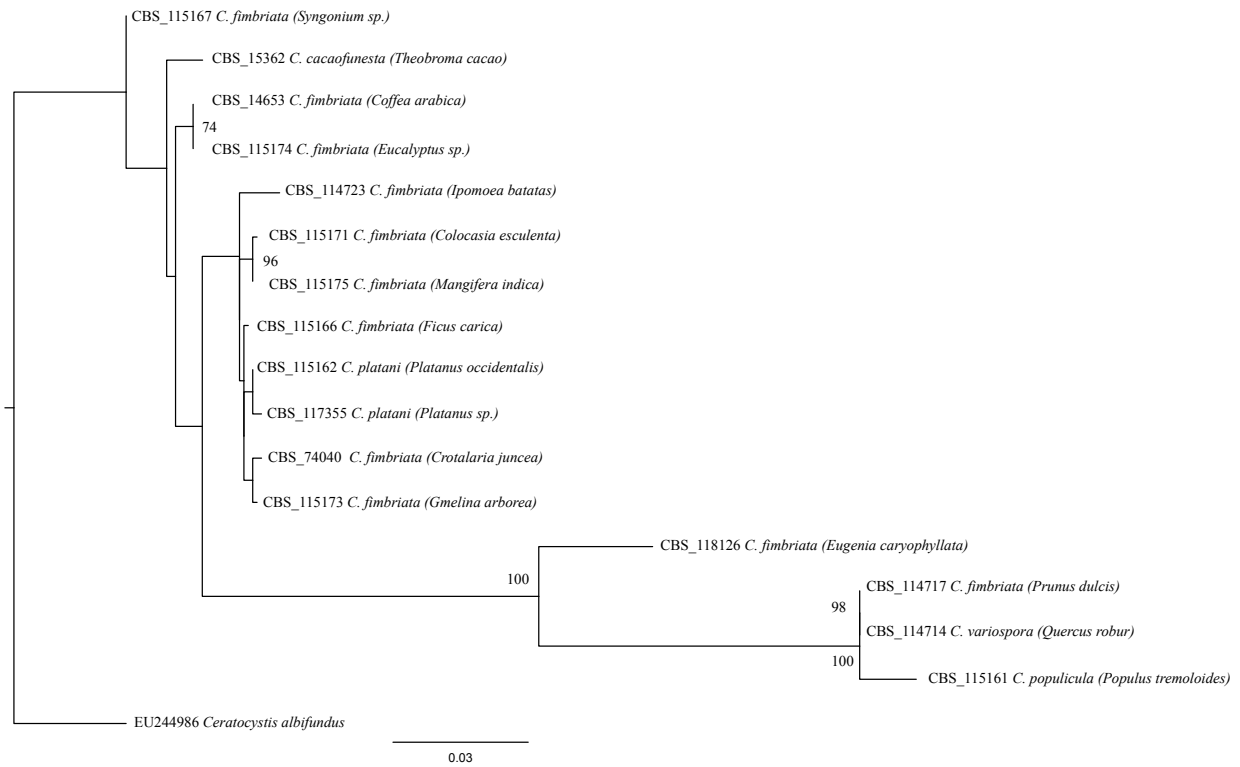 CBS_115167 C. fimbriata (Syngonium sp.)
CBS_15362 C. cacaofunesta (Theobroma cacao)
CBS_14653 C. fimbriata (Coffea arabica)
74
CBS_115174 C. fimbriata (Eucalyptus sp.)
CBS_114723 C. fimbriata (Ipomoea batatas)
CBS_115171 C. fimbriata (Colocasia esculenta)
96
CBS_115175 C. fimbriata (Mangifera indica)
CBS_115166 C. fimbriata (Ficus carica)
CBS_115162 C. platani (Platanus occidentalis)
CBS_117355 C. platani (Platanus sp.)
CBS_74040 C. fimbriata (Crotalaria juncea)
CBS_115173 C. fimbriata (Gmelina arborea)
CBS_118126 C. fimbriata (Eugenia caryophyllata)
100
CBS_114717 C. fimbriata (Prunus dulcis)
98
CBS_114714 C. variospora (Quercus robur)
100
CBS_115161 C. populicula (Populus tremoloides)
EU244986 Ceratocystis albifundus
0.03